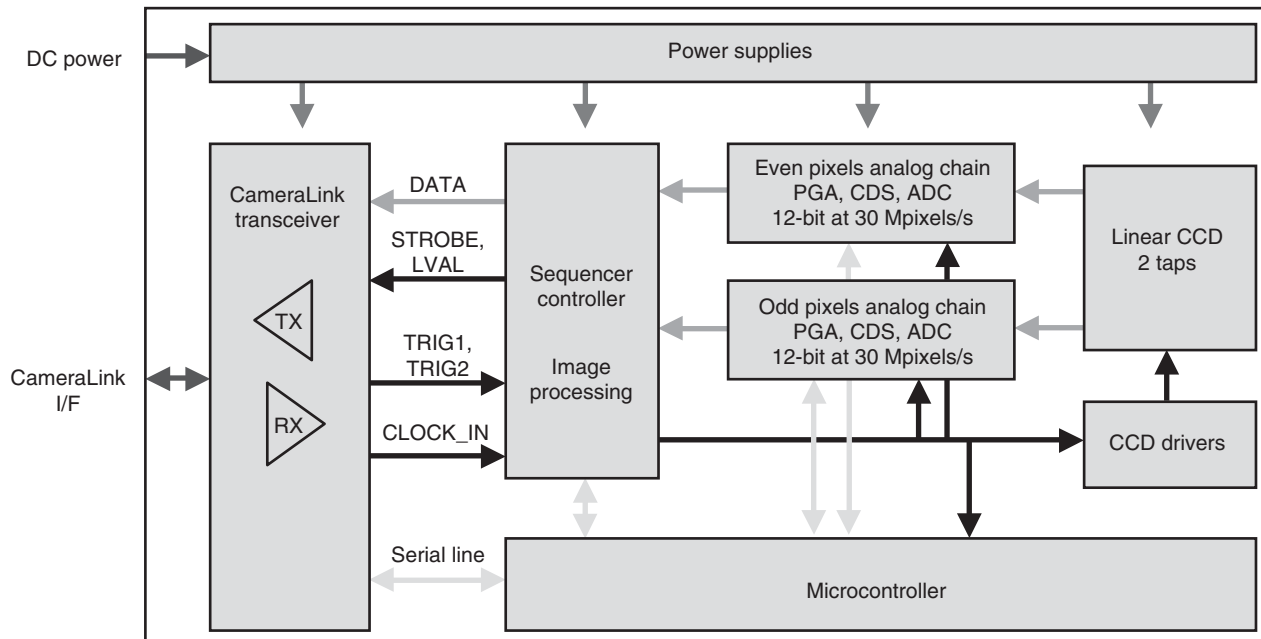 DC power
Power supplies
CameraLink
transceiver
TX
RX
CameraLink
I/F
DATA
STROBE,
LVAL
TRIG1,
TRIG2
CLOCK_IN
Serial line
Sequencer
controller
Image
processing
Even pixels analog chain
PGA, CDS, ADC
12-bit at 30 Mpixels/s
Odd pixels analog chain
PGA, CDS, ADC
12-bit at 30 Mpixels/s
Linear CCD
2 taps
CCD drivers
Microcontroller